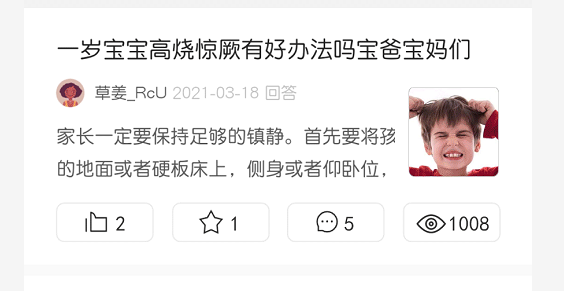 一岁宝宝高烧惊厥有好办法吗宝爸宝妈们
草姜_RcU 2021-03-18 回答
家长一定要保持足够的镇静。首先要将孩
的地面或者硬板床上，侧身或者仰卧位，
2 1 5 1008